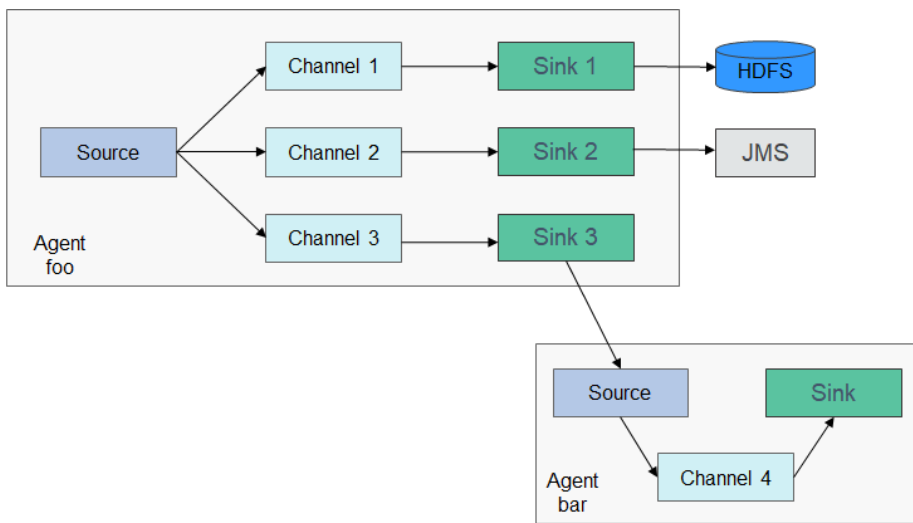 Channel 1
Sink 1
HDFS
Source
Channel 2
Sink 2
JMS
Channel 3
Sink 3
Agent
foo
Source
Sink
Channel 4
Agent
bar